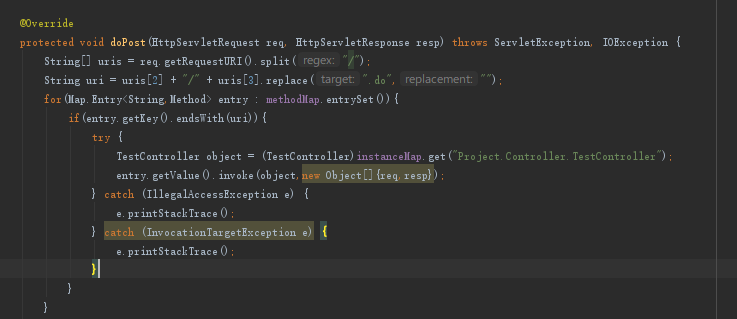 @Override
protected void doPost(HttpServletRequest req, HttpServletResponse resp) throws ServletException, IOException {
String[] uris = req.getRequestURI().split( regex: "/");
String uri = uris[2] + "/" + uris[3].replace( target: ".do", replacement: "");
for(Map.Entry<String,Method> entry : methodMap.entrySet()){
if(entry.getKey().endsWith(uri)){
try {
TestController object = (TestController)instanceMap.get("Project.Controller.TestController");
entry.getValue().invoke(object,new Object[]{req,resp});
} catch (IllegalAccessException e) {
e.printStackTrace();
} catch (InvocationTargetException e) {
e.printStackTrace();
}
}
}